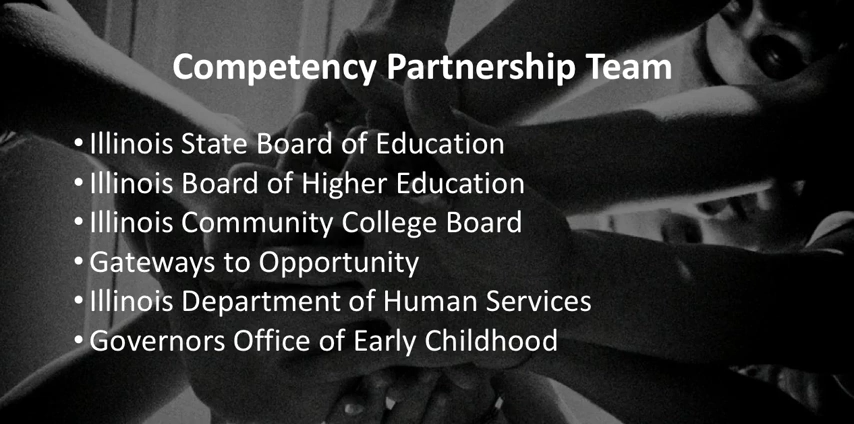 Competency Partnership Team
• Illinois State Board of Education
• Illinois Board of Higher Education
• Illinois Community College Board
• Gateways to Opportunity
• Illinois Department of Human Services
• Governors Office of Early Childhood